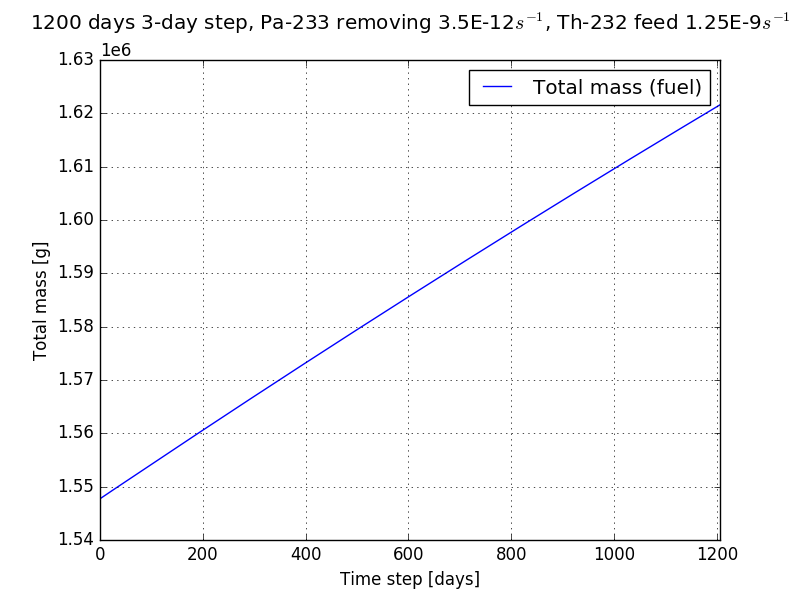 1200 days 3-day step, Pa-233 removing 3.5E-12s⁻¹, Th-232 feed 1.25E-9s⁻¹
1e6
1.63
Total mass (fuel)
1.62
1.61
1.60
1.59
1.58
1.57
1.56
1.55
1.54
Total mass [g]
0 200 400 600 800 1000 1200
Time step [days]